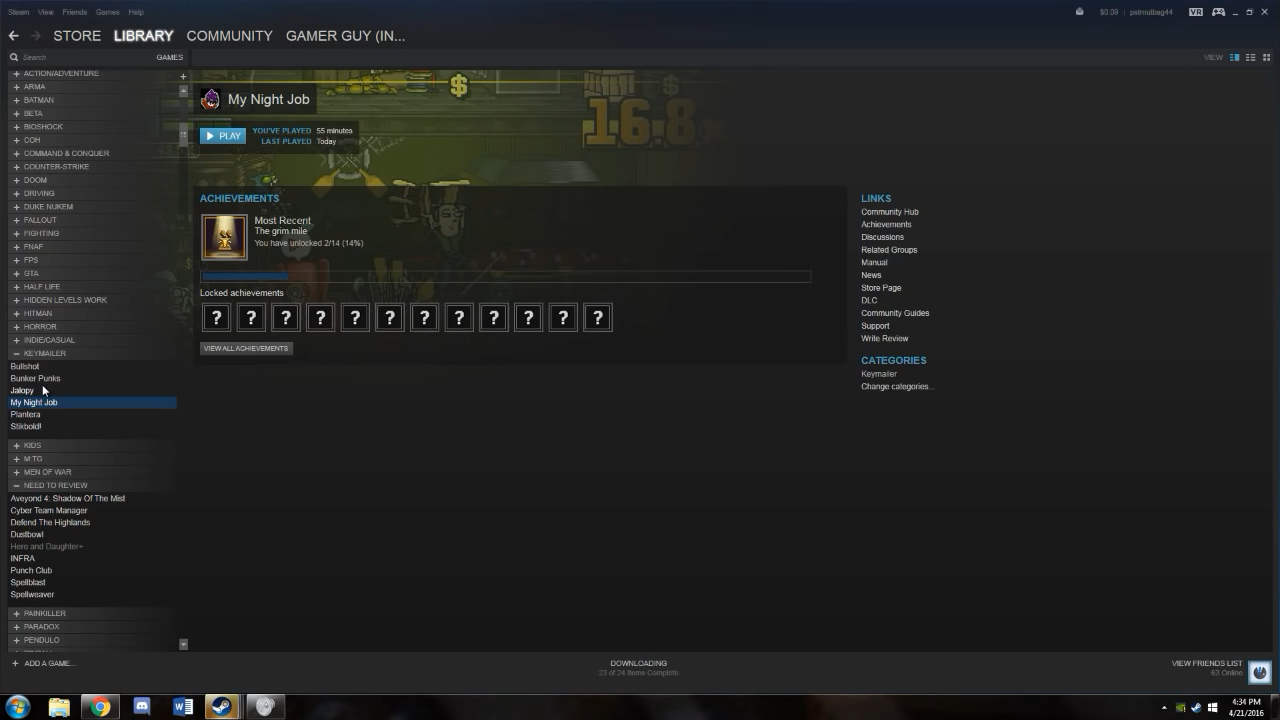 Steam View Friends Games Help
$0.09 | pstmutbag44 VR
STORE LIBRARY COMMUNITY GAMER GUY (IN...
Search GAMES
VIEW
+ ACTION/ADVENTURE
+ ARMA
+ BATMAN
+ BETA
+ BIOSHOCK
+ COH
+ COMMAND & CONQUER
+ COUNTER-STRIKE
+ DOOM
+ DRIVING
+ DUKE NUKEM
+ FALLOUT
+ FIGHTING
+ FNAF
+ FPS
+ GTA
+ HALF LIFE
+ HIDDEN LEVELS WORK
+ HITMAN
+ HORROR
+ INDIE/CASUAL
− KEYMAILER
Bullshot
Bunker Punks
Jalopy
My Night Job
Plantera
Stikbold!
+ KIDS
+ M:TG
+ MEN OF WAR
− NEED TO REVIEW
Aveyond 4: Shadow Of The Mist
Cyber Team Manager
Defend The Highlands
Dustbowl
Hero and Daughter+
INFRA
Punch Club
Spellblast
Spellweaver
+ PAINKILLER
+ PARADOX
+ PENDULO
+ ADD A GAME...
My Night Job
$ $
16.8
PLAY
YOU'VE PLAYED 55 minutes
LAST PLAYED Today
ACHIEVEMENTS
Most Recent
The grim mile
You have unlocked 2/14 (14%)
Locked achievements
? ? ? ? ? ? ? ? ? ? ? ?
VIEW ALL ACHIEVEMENTS
LINKS
Community Hub
Achievements
Discussions
Related Groups
Manual
News
Store Page
DLC
Community Guides
Support
Write Review
CATEGORIES
Keymailer
Change categories...
DOWNLOADING
23 of 24 Items Complete
VIEW FRIENDS LIST
63 Online
4:34 PM
4/21/2016